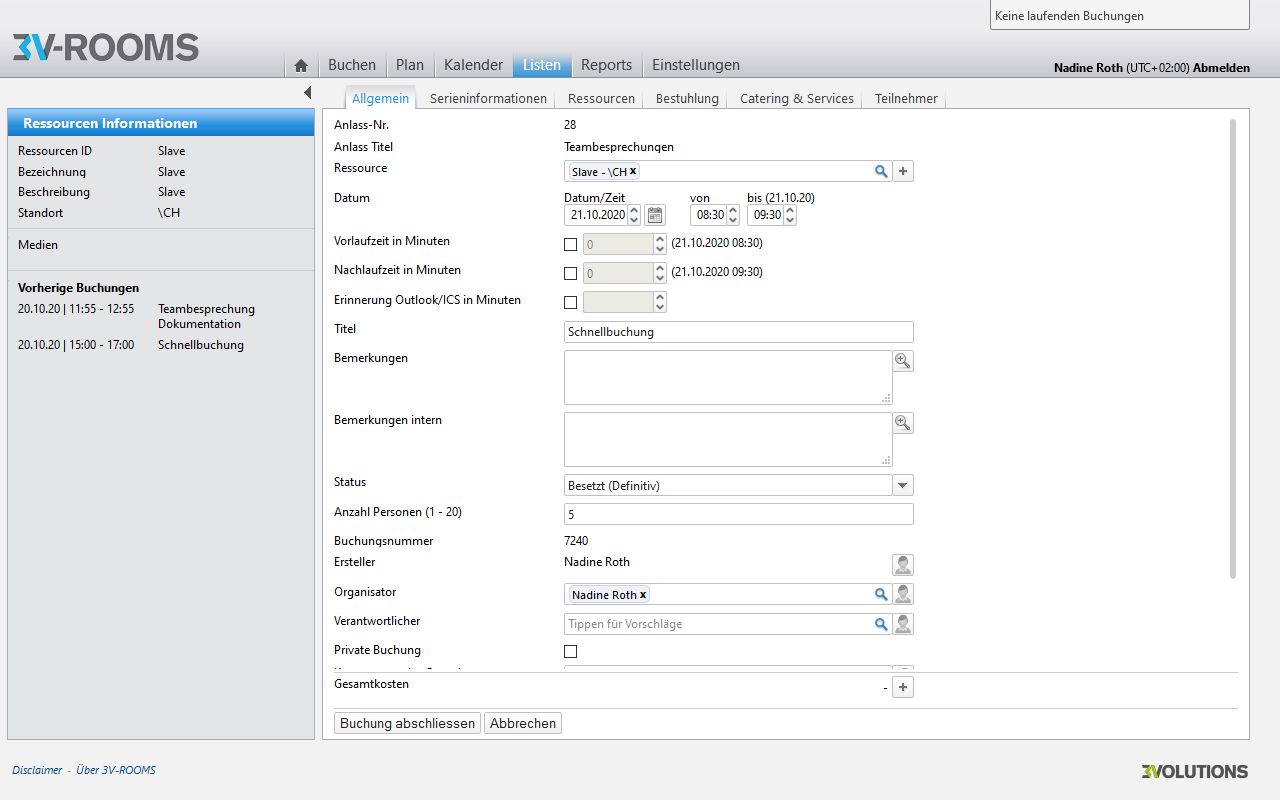 Keine laufenden Buchungen
3V-ROOMS
Buchen Plan Kalender Listen Reports Einstellungen
Nadine Roth (UTC+02:00) Abmelden
Allgemein Serieninformationen Ressourcen Bestuhlung Catering & Services Teilnehmer
Ressourcen Informationen
Ressourcen ID Slave
Bezeichnung Slave
Beschreibung Slave
Standort \CH
Medien
Vorherige Buchungen
20.10.20 | 11:55 - 12:55 Teambesprechung
Dokumentation
20.10.20 | 15:00 - 17:00 Schnellbuchung
Anlass-Nr. 28
Anlass Titel Teambesprechungen
Ressource Slave - \CH x
Datum Datum/Zeit von bis (21.10.20)
21.10.2020 08:30 09:30
Vorlaufzeit in Minuten 0 (21.10.2020 08:30)
Nachlaufzeit in Minuten 0 (21.10.2020 09:30)
Erinnerung Outlook/ICS in Minuten
Titel Schnellbuchung
Bemerkungen
Bemerkungen intern
Status Besetzt (Definitiv)
Anzahl Personen (1 - 20) 5
Buchungsnummer 7240
Ersteller Nadine Roth
Organisator Nadine Roth x
Verantwortlicher Tippen für Vorschläge
Private Buchung
Gesamtkosten -
Buchung abschliessen Abbrechen
Disclaimer - Über 3V-ROOMS
3VOLUTIONS